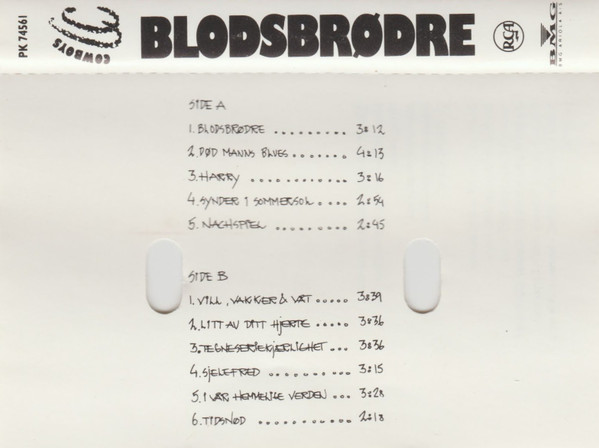 PK 74561
COWBOYS
BLODSBRØDRE
RCA
BMG
BMG ARIOLA A/S
SIDE A
1. BLODSBRØDRE ......... 3:12
2. DØD MANNS BLUES....... 4:13
3. HARRY ............ 3:16
4. SYNDER I SOMMERSOL .... 2:54
5. NACHSPIEL ......... 2:45
SIDE B
1. VILL, VAKKER & VÅT ..... 3:39
2. LITT AV DITT HJERTE ..... 3:36
3. TEGNESERIEKJÆRLIGHET ... 3:36
4. SJELEFRED ......... 3:15
5. I VÅR HEMMELIGE VERDEN ... 3:28
6. TIDSNØD .......... 2:18